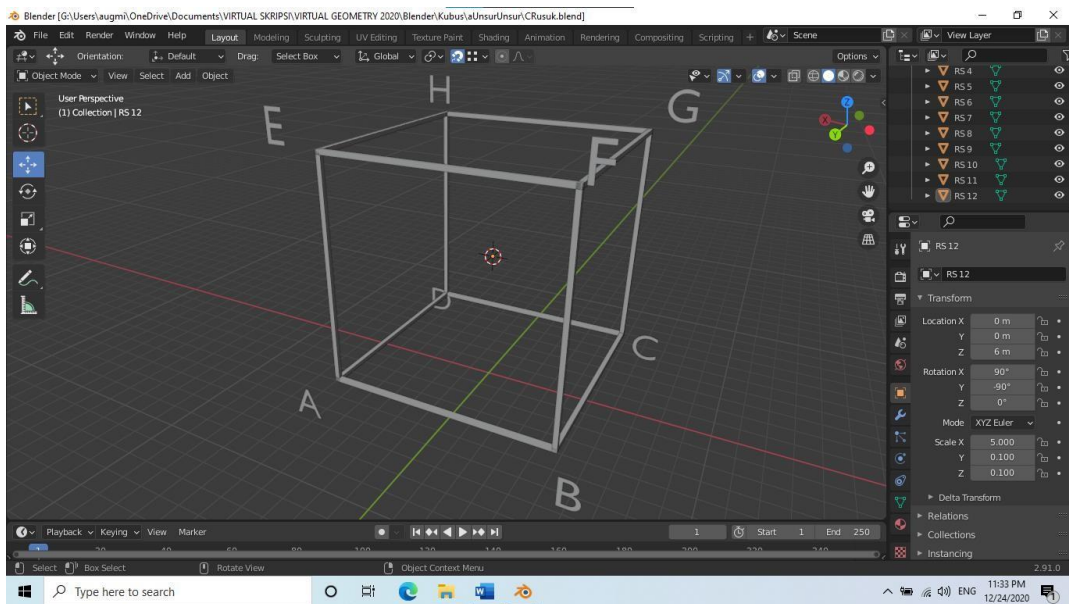 Blender [G:\Users\augmi\OneDrive\Documents\VIRTUAL SKRIPSI\VIRTUAL GEOMETRY 2020\Blender\Kubus\aUnsurUnsur\CRusuk.blend]
File Edit Render Window Help Layout Modeling Sculpting UV Editing Texture Paint Shading Animation Rendering Compositing Scripting + Scene View Layer
Orientation: Default Drag: Select Box Global Options
Object Mode View Select Add Object
User Perspective
(1) Collection | RS 12
H
G
E
F
D
C
A
B
X
Y
Z
RS 4
RS 5
RS 6
RS 7
RS 8
RS 9
RS 10
RS 11
RS 12
RS 12
RS 12
Transform
Location X 0 m
Y 0 m
Z 6 m
Rotation X 90°
Y -90°
Z 0°
Mode XYZ Euler
Scale X 5.000
Y 0.100
Z 0.100
Delta Transform
Relations
Collections
Instancing
Playback Keying View Marker 1 Start 1 End 250
1 20 40 60 80 100 120 140 160 180 200 220 240
Select Box Select Rotate View Object Context Menu 2.91.0
Type here to search ENG 11:33 PM
12/24/2020